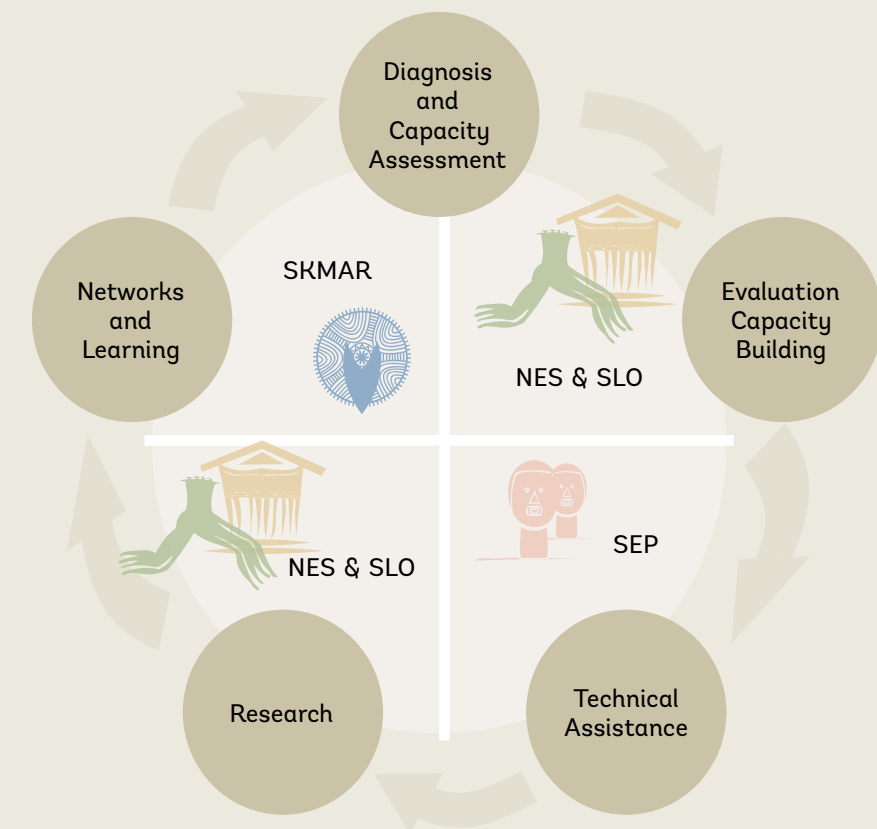 Diagnosis
and
Capacity
Assessment
Networks
and
Learning
SKMAR
Evaluation
Capacity
Building
NES & SLO
NES & SLO
SEP
Research
Technical
Assistance